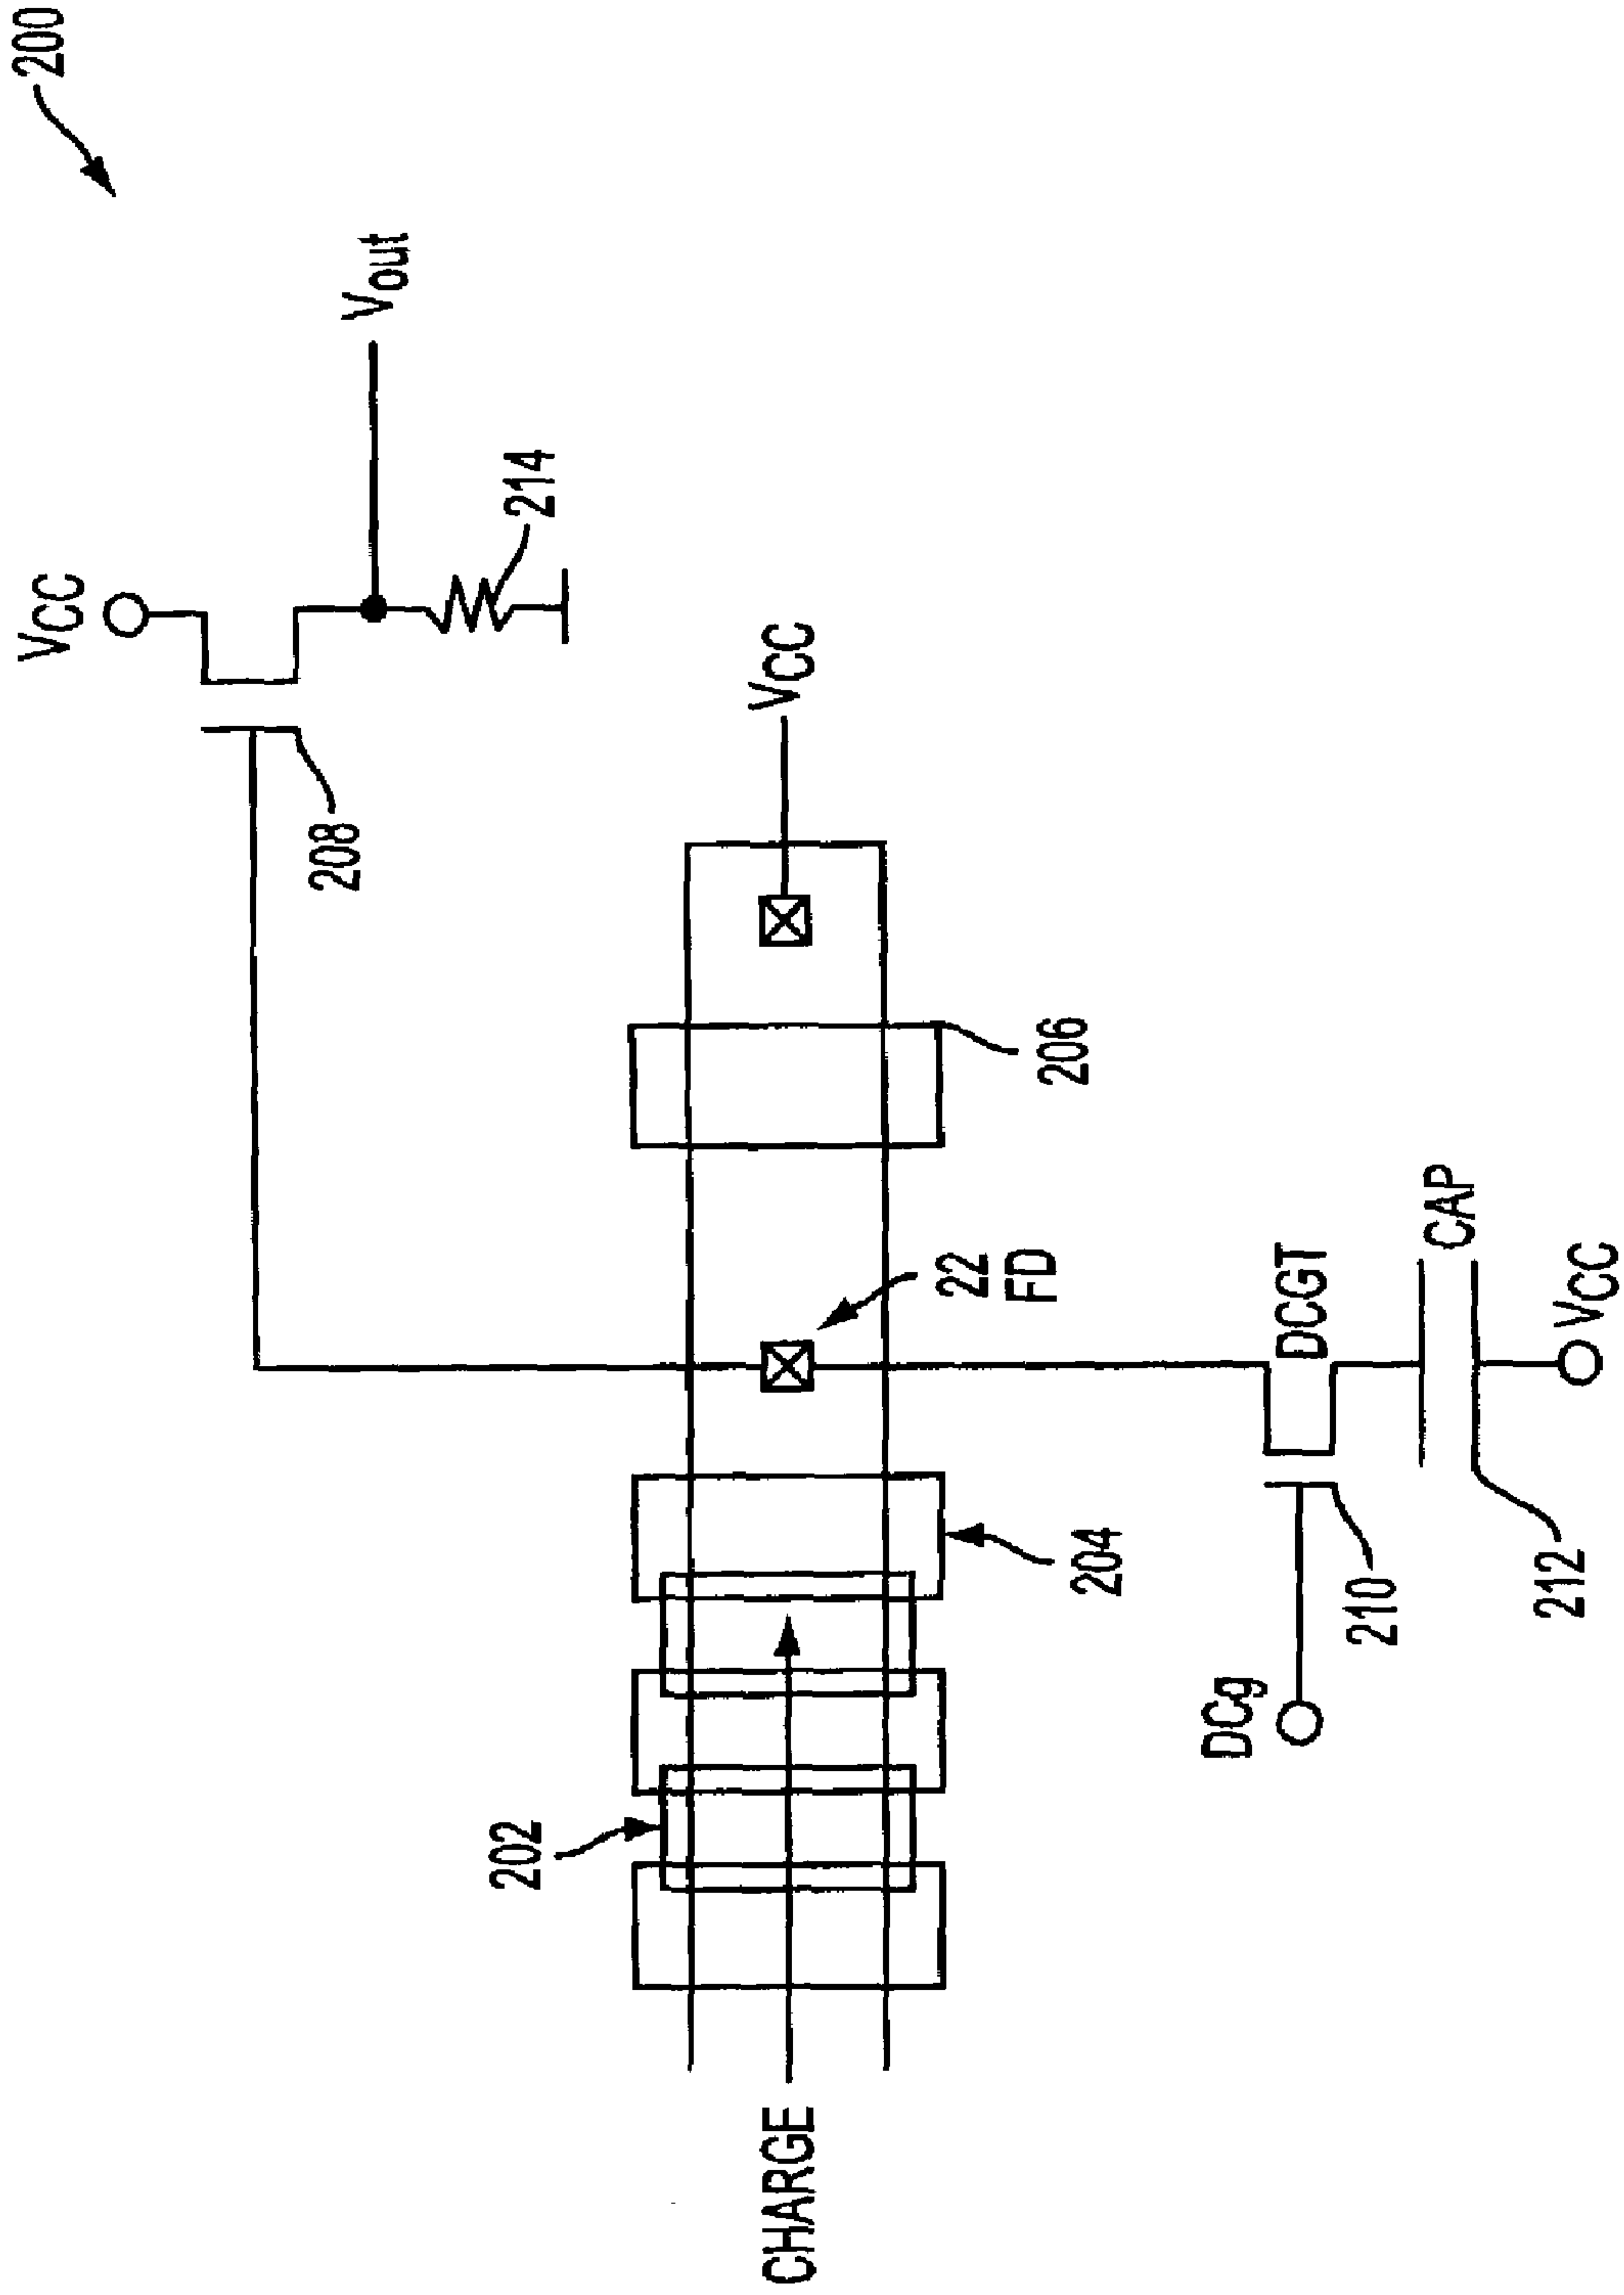 200
VCC
Vout
214
208
VCC
206
22
FD
202
204
CHARGE
DCGT
CAP
DCg
210
212
VCC